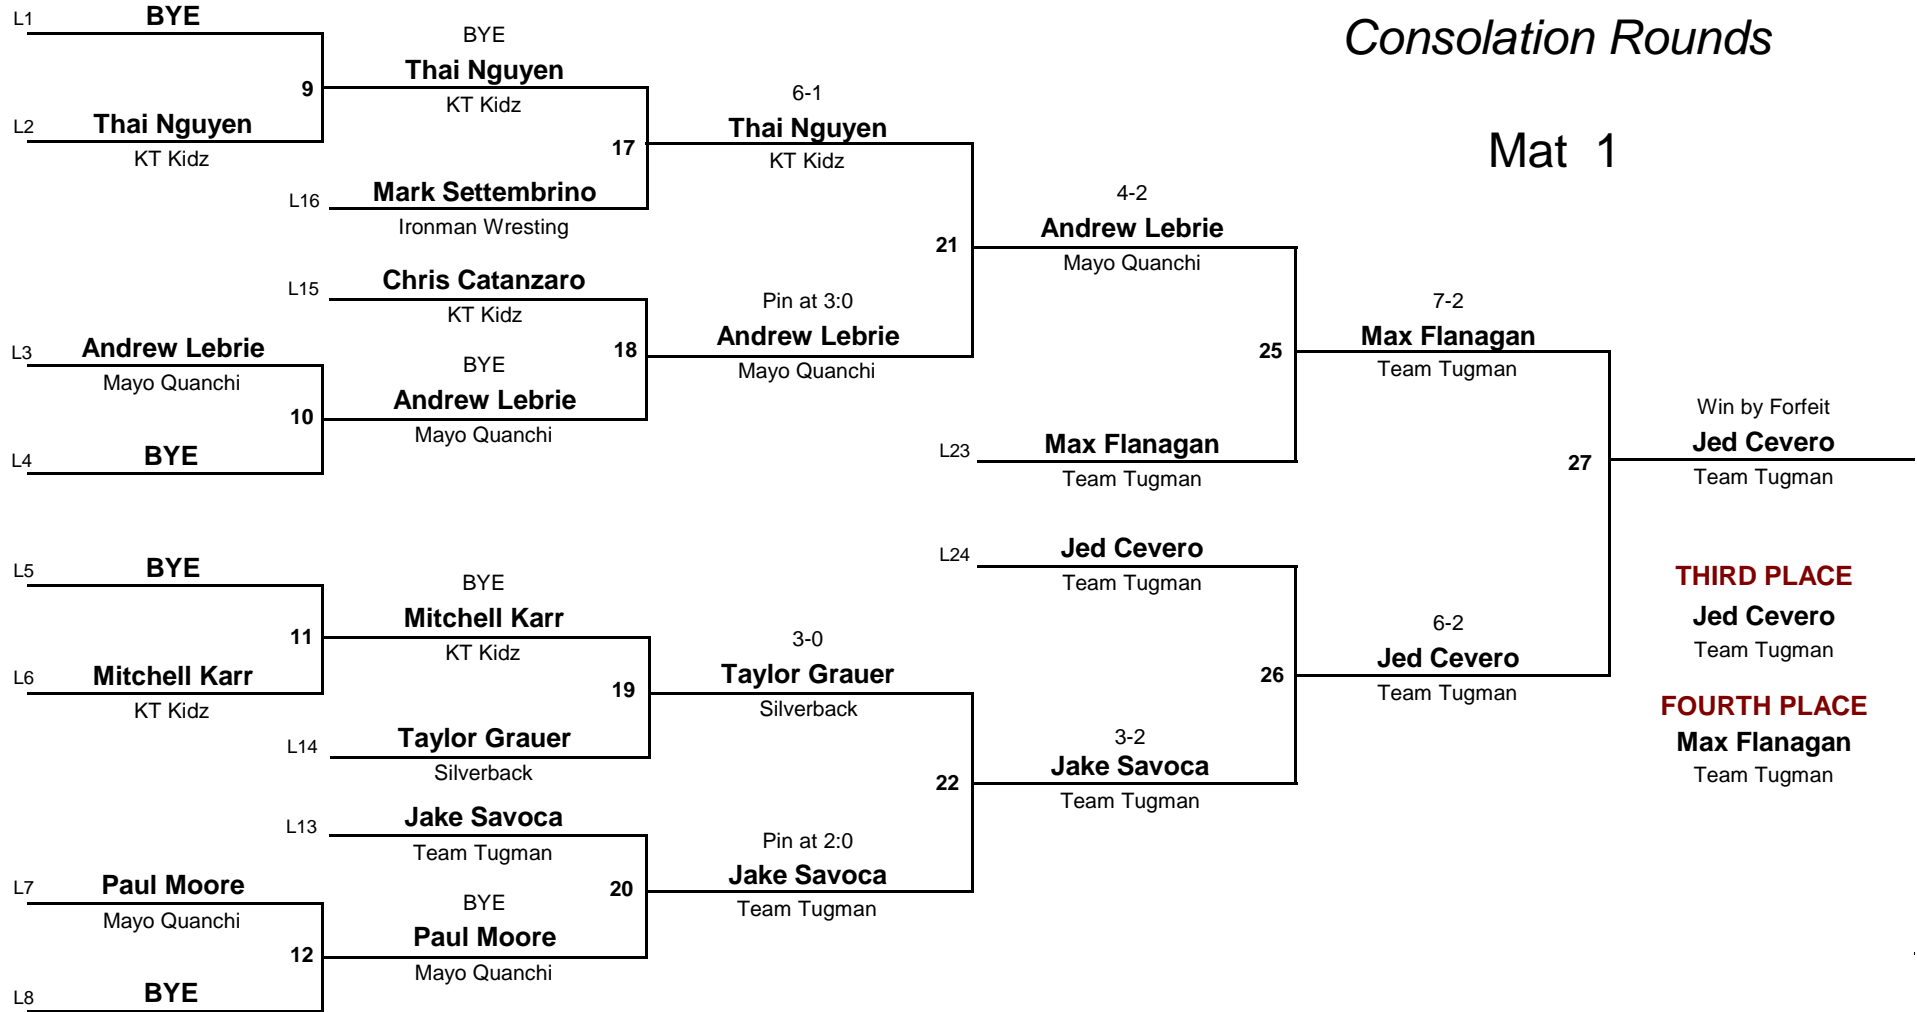 Consolation Rounds
Mat 1
L1 BYE
9
L2 Thai Nguyen
KT Kidz
BYE
Thai Nguyen
KT Kidz
17
L16 Mark Settembrino
Ironman Wresting
6-1
Thai Nguyen
KT Kidz
21
L15 Chris Catanzaro
KT Kidz
18
L3 Andrew Lebrie
Mayo Quanchi
10
L4 BYE
BYE
Andrew Lebrie
Mayo Quanchi
Pin at 3:0
Andrew Lebrie
Mayo Quanchi
4-2
Andrew Lebrie
Mayo Quanchi
25
L23 Max Flanagan
Team Tugman
7-2
Max Flanagan
Team Tugman
27
Win by Forfeit
Jed Cevero
Team Tugman
L5 BYE
11
L6 Mitchell Karr
KT Kidz
BYE
Mitchell Karr
KT Kidz
19
L14 Taylor Grauer
Silverback
3-0
Taylor Grauer
Silverback
22
L13 Jake Savoca
Team Tugman
20
L7 Paul Moore
Mayo Quanchi
12
L8 BYE
BYE
Paul Moore
Mayo Quanchi
Pin at 2:0
Jake Savoca
Team Tugman
L24 Jed Cevero
Team Tugman
26
3-2
Jake Savoca
Team Tugman
6-2
Jed Cevero
Team Tugman
THIRD PLACE
Jed Cevero
Team Tugman
FOURTH PLACE
Max Flanagan
Team Tugman